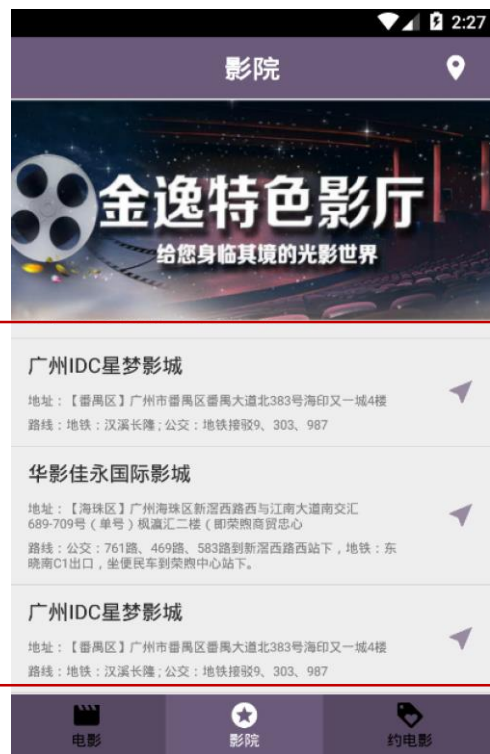 2:27
影院
金逸特色影厅
给您身临其境的光影世界
广州IDC星梦影城
地址：【番禺区】广州市番禺区番禺大道北383号海印又一城4楼
路线：地铁：汉溪长隆;公交：地铁接驳9、303、987
华影佳永国际影城
地址：【海珠区】广州海珠区新滘西路西与江南大道南交汇
689-709号（单号）枫瀛汇二楼（即荣煦商贸忠心
路线：公交：761路、469路、583路到新滘西路西站下，地铁：东
晓南C1出口，坐便民车到荣煦中心站下。
广州IDC星梦影城
地址：【番禺区】广州市番禺区番禺大道北383号海印又一城4楼
路线：地铁：汉溪长隆;公交：地铁接驳9、303、987
电影
影院
约电影